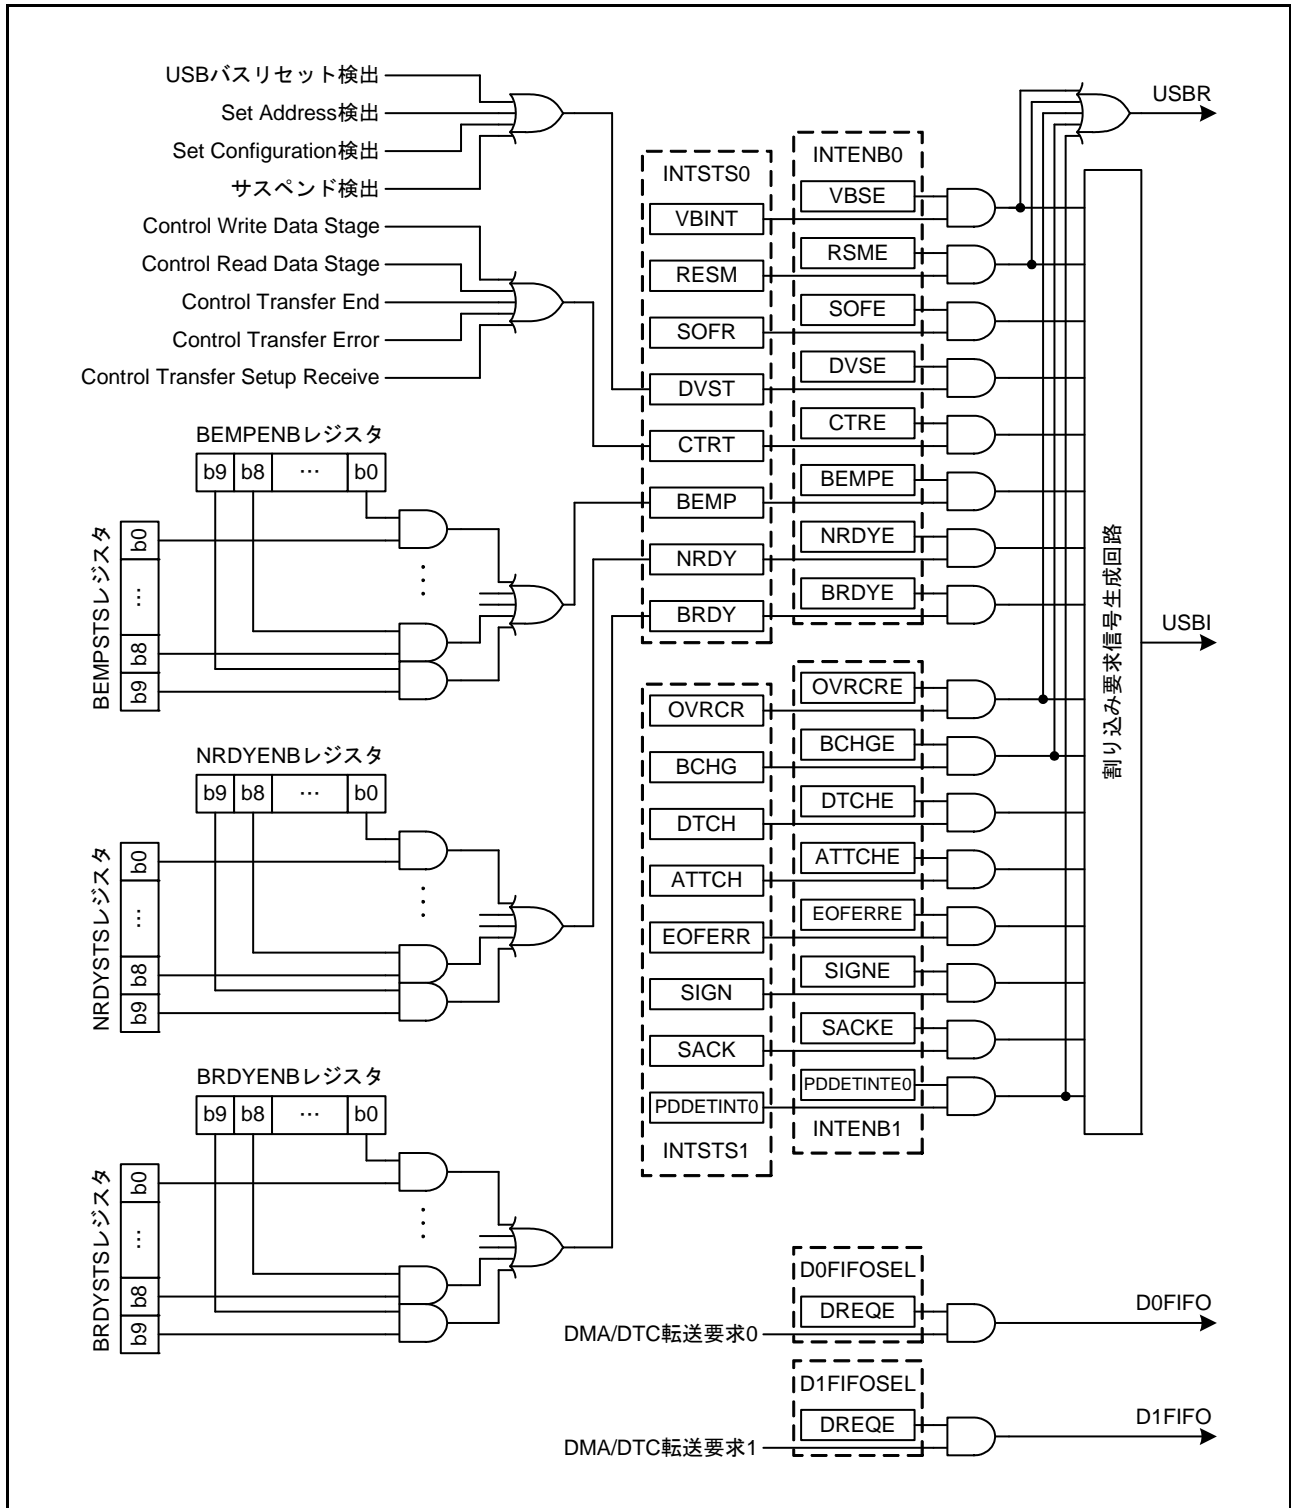 USBバスリセット検出
Set Address検出
Set Configuration検出
サスペンド検出
Control Write Data Stage
Control Read Data Stage
Control Transfer End
Control Transfer Error
Control Transfer Setup Receive
BEMPENBレジスタ
b9 b8 … b0
BEMPSTSレジスタ
b0
…
b8
b9
NRDYENBレジスタ
b9 b8 … b0
NRDYSTSレジスタ
b0
…
b8
b9
BRDYENBレジスタ
b9 b8 … b0
BRDYSTSレジスタ
b0
…
b8
b9
INTSTS0
VBINT
RESM
SOFR
DVST
CTRT
BEMP
NRDY
BRDY
INTENB0
VBSE
RSME
SOFE
DVSE
CTRE
BEMPE
NRDYE
BRDYE
OVRCR
BCHG
DTCH
ATTCH
EOFERR
SIGN
SACK
PDDETINT0
INTSTS1
OVRCRE
BCHGE
DTCHE
ATTCHE
EOFERRE
SIGNE
SACKE
PDDETINTE0
INTENB1
割り込み要求信号生成回路
USBR
USBI
D0FIFOSEL
DREQE
DMA/DTC転送要求0
D0FIFO
D1FIFOSEL
DREQE
DMA/DTC転送要求1
D1FIFO